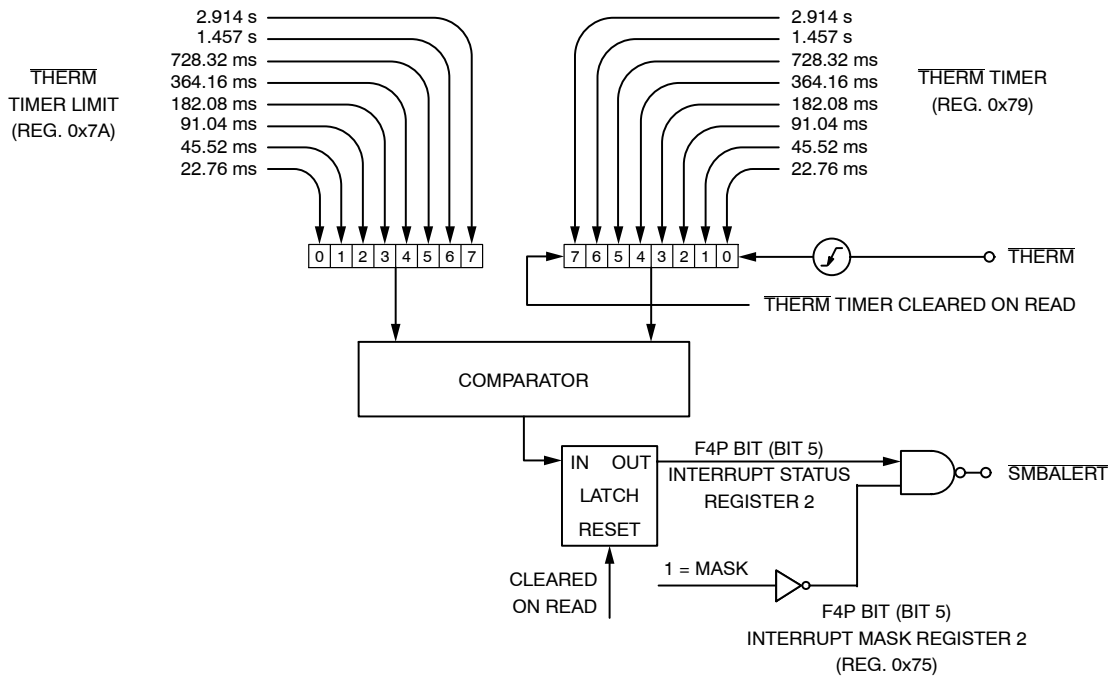 2.914 s
1.457 s
728.32 ms
364.16 ms
182.08 ms
91.04 ms
45.52 ms
22.76 ms
THERM
TIMER LIMIT
(REG. 0x7A)
2.914 s
1.457 s
728.32 ms
364.16 ms
182.08 ms
91.04 ms
45.52 ms
22.76 ms
THERM TIMER
(REG. 0x79)
0 1 2 3 4 5 6 7
7 6 5 4 3 2 1 0
THERM
THERM TIMER CLEARED ON READ
COMPARATOR
IN OUT
LATCH
RESET
F4P BIT (BIT 5)
INTERRUPT STATUS
REGISTER 2
SMBALERT
CLEARED
ON READ
1 = MASK
F4P BIT (BIT 5)
INTERRUPT MASK REGISTER 2
(REG. 0x75)